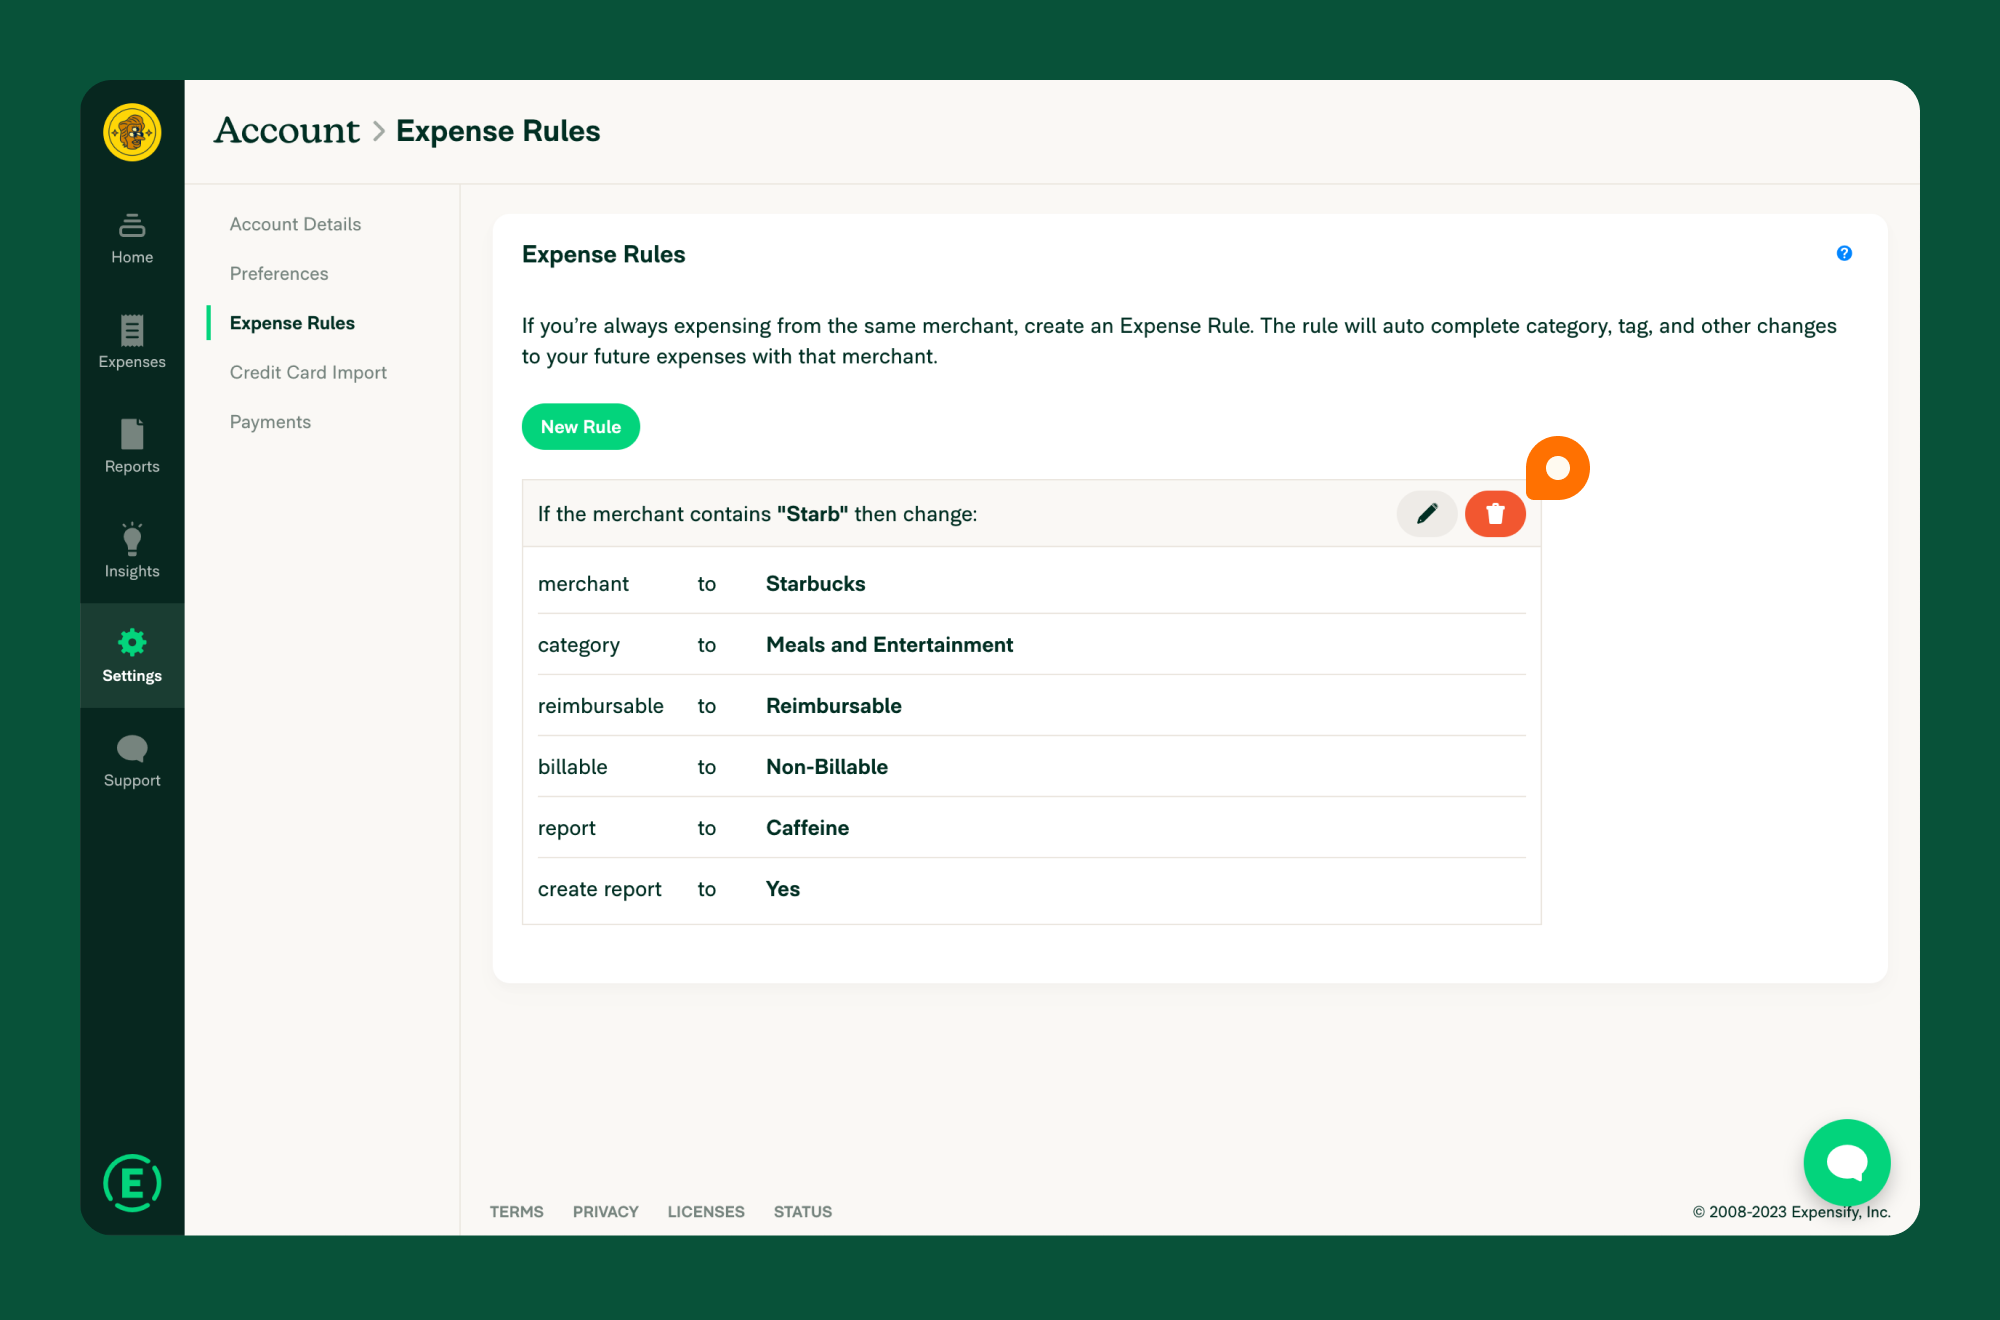 Account > Expense Rules
Home
Expenses
Reports
Insights
Settings
Support
E
Account Details
Preferences
Expense Rules
Credit Card Import
Payments
Expense Rules
?
If you’re always expensing from the same merchant, create an Expense Rule. The rule will auto complete category, tag, and other changes
to your future expenses with that merchant.
New Rule
If the merchant contains "Starb" then change:
merchant to Starbucks
category to Meals and Entertainment
reimbursable to Reimbursable
billable to Non-Billable
report to Caffeine
create report to Yes
TERMS PRIVACY LICENSES STATUS
© 2008-2023 Expensify, Inc.